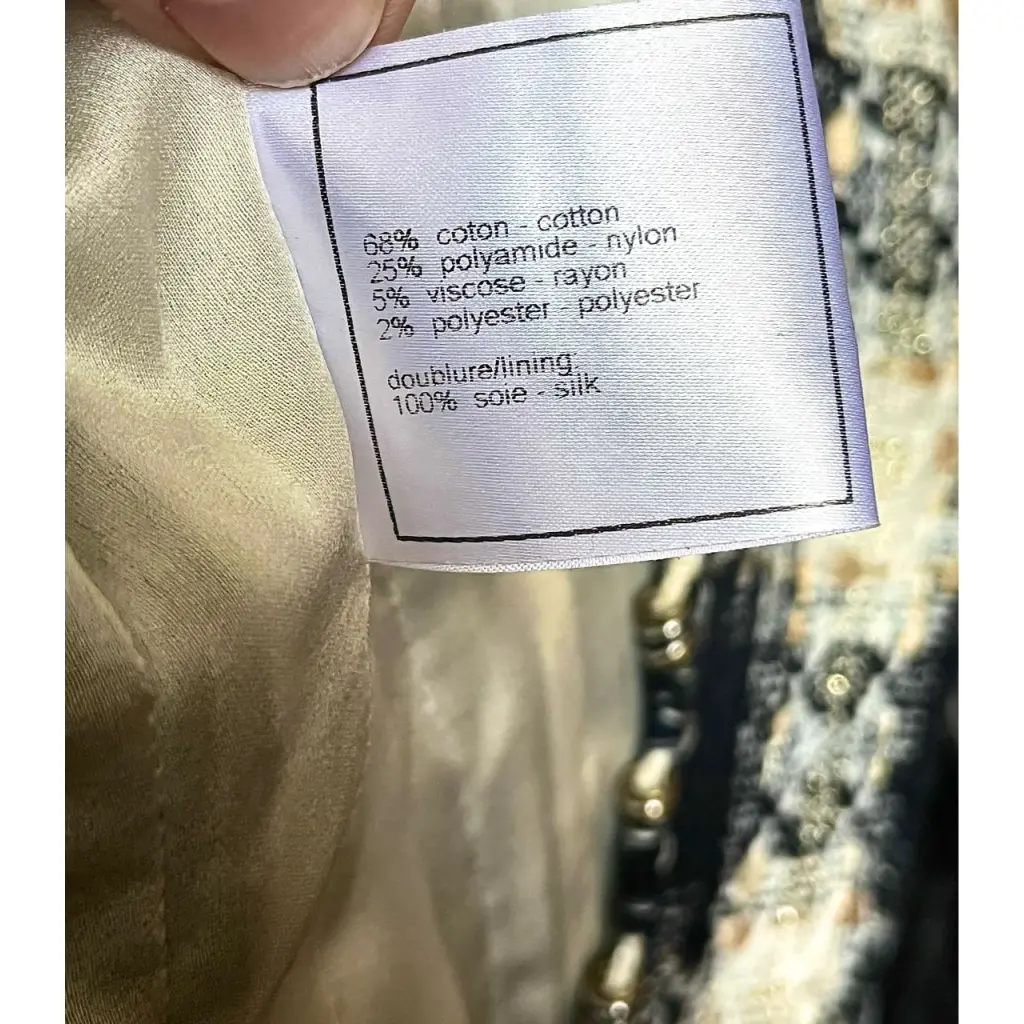 68% coton - cotton
25% polyamide - nylon
5% viscose - rayon
2% polyester - polyester
doublure/lining:
100% soie - silk